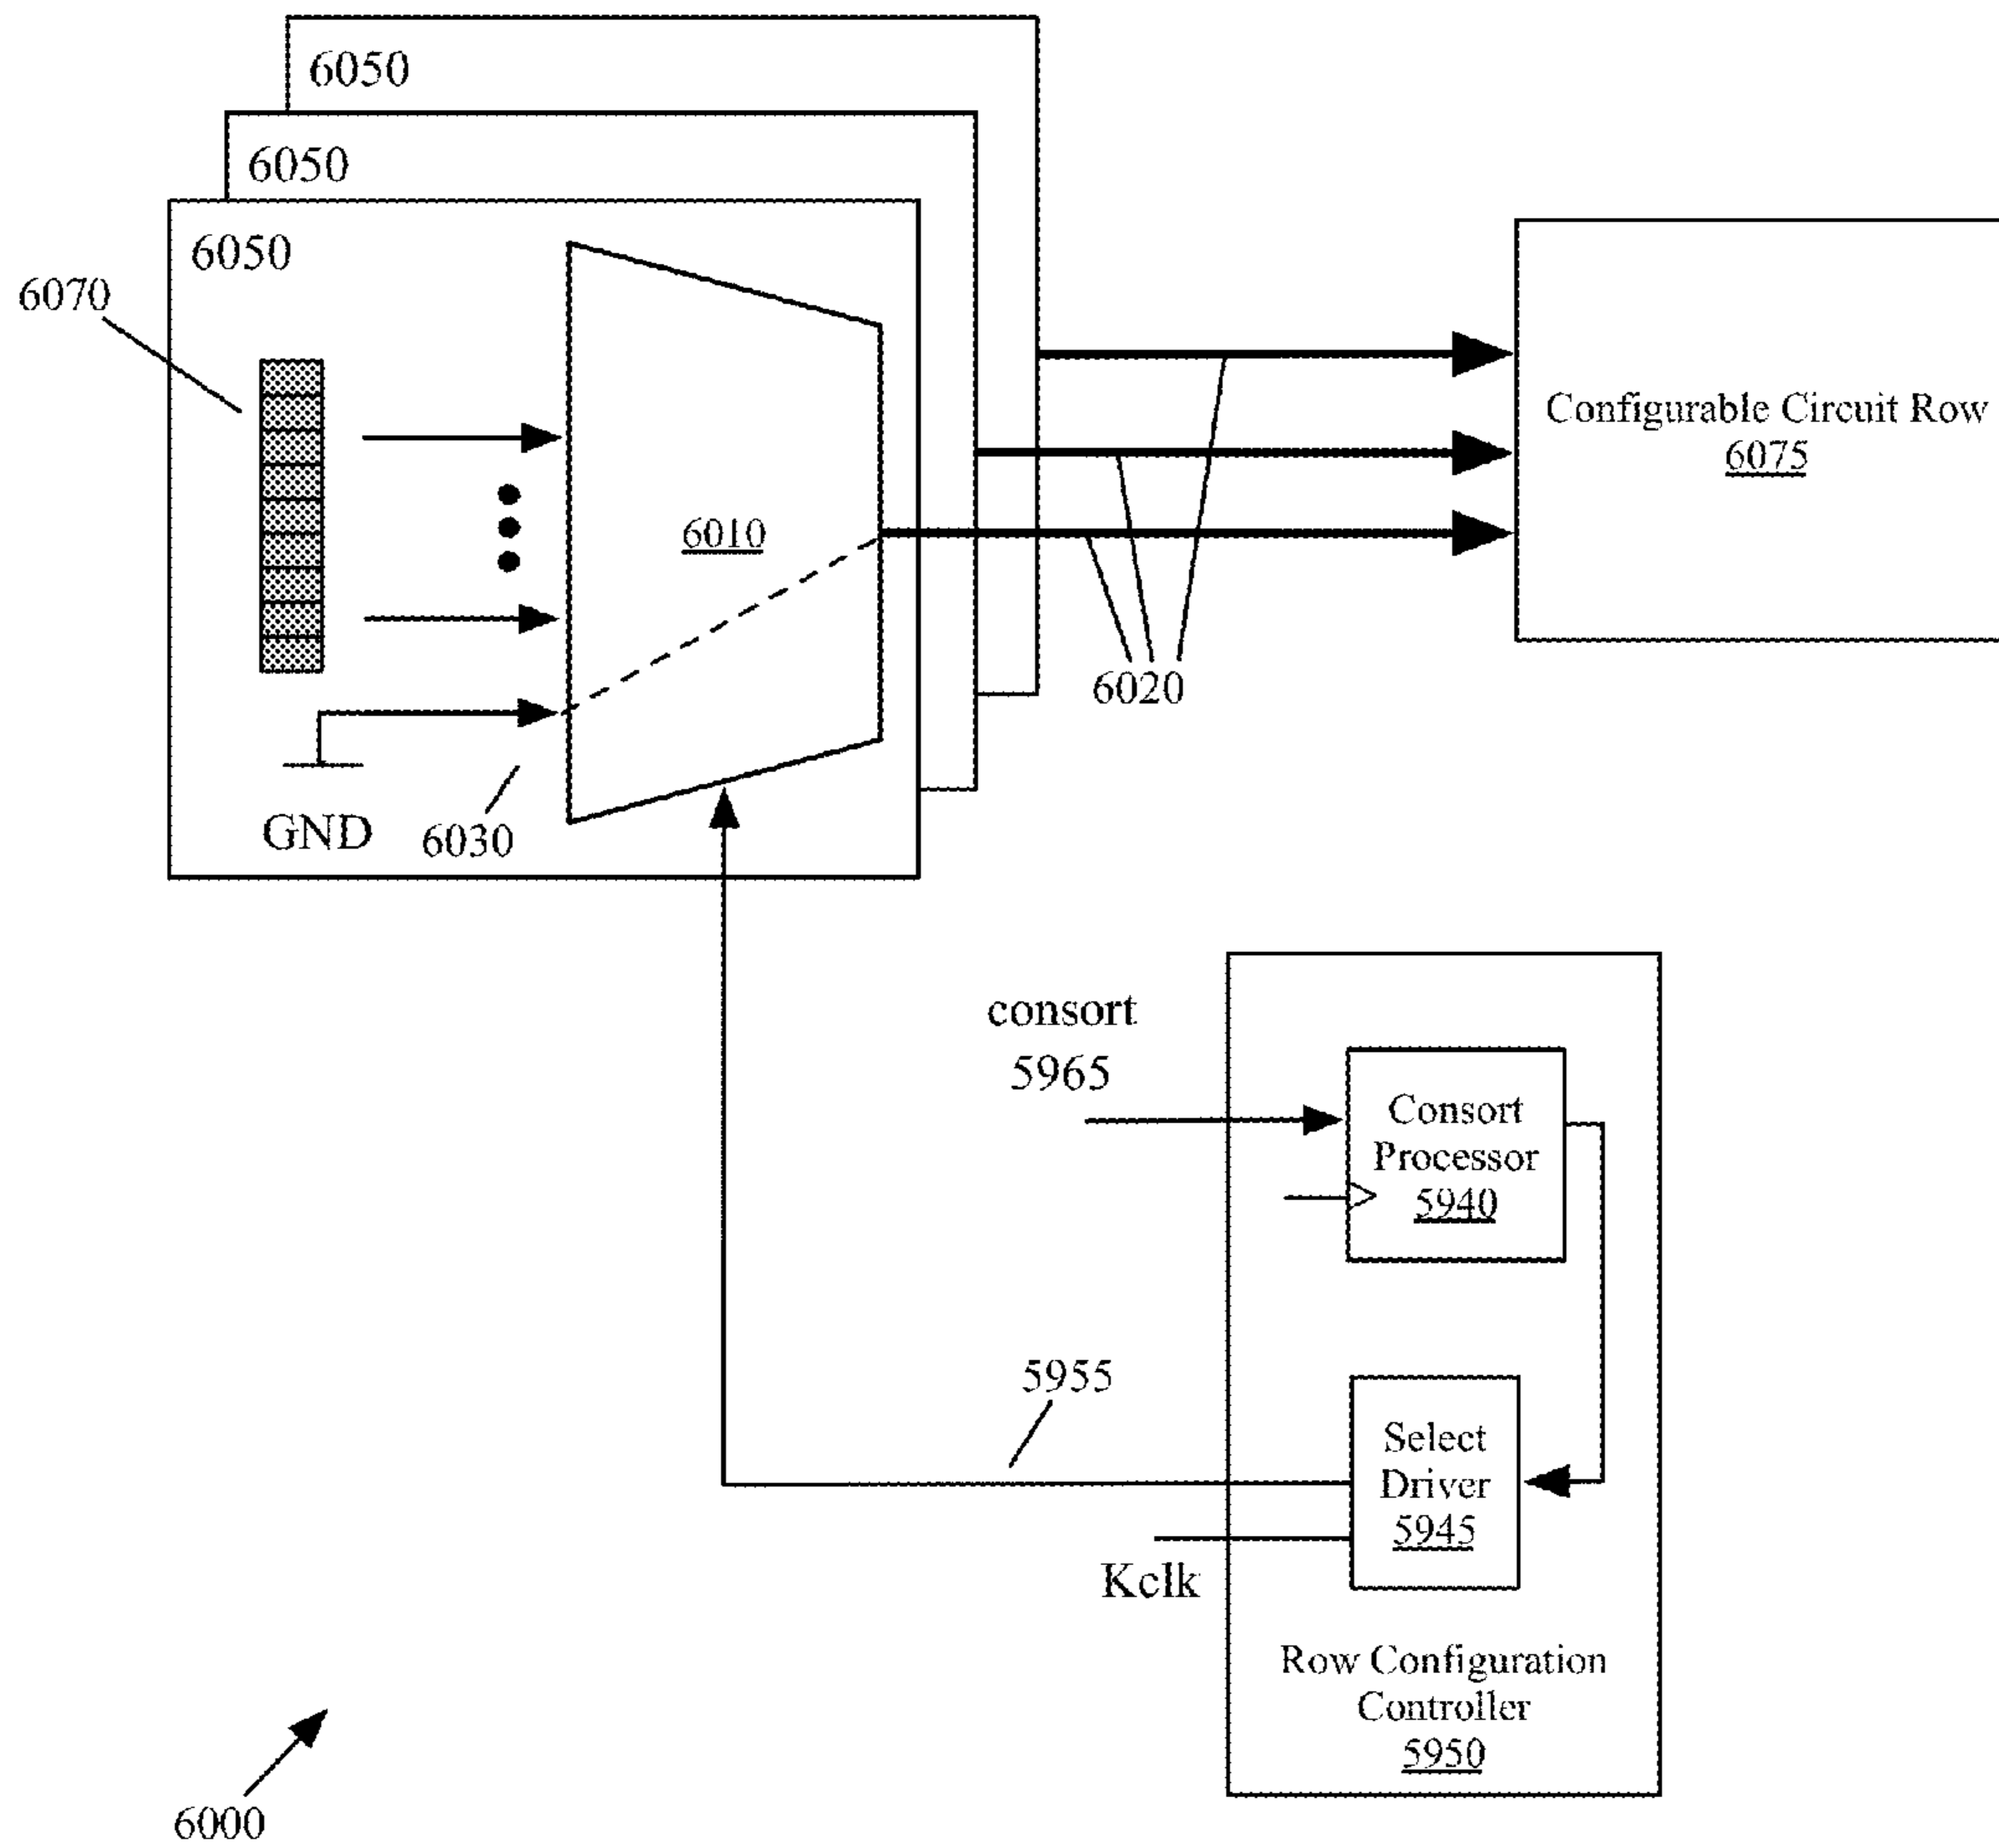 6050
6050
6050
6070
6010
6020
GND
6030
Configurable Circuit Row
6075
consort
5965
Consort
Processor
5940
5955
Select
Driver
5945
Kclk
Row Configuration
Controller
5950
6000